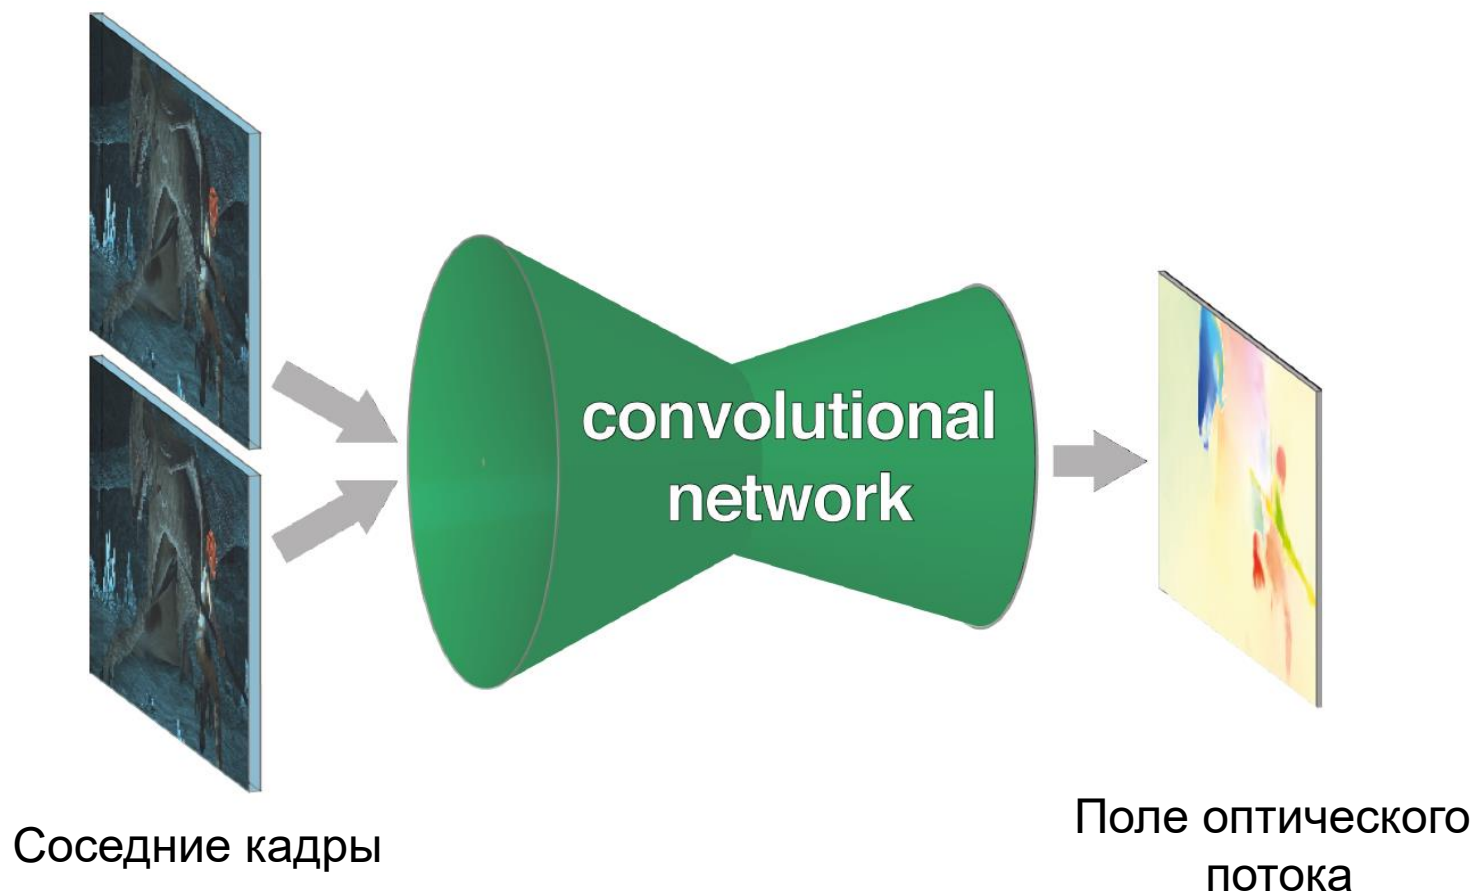 convolutional
network
Соседние кадры
Поле оптического
потока